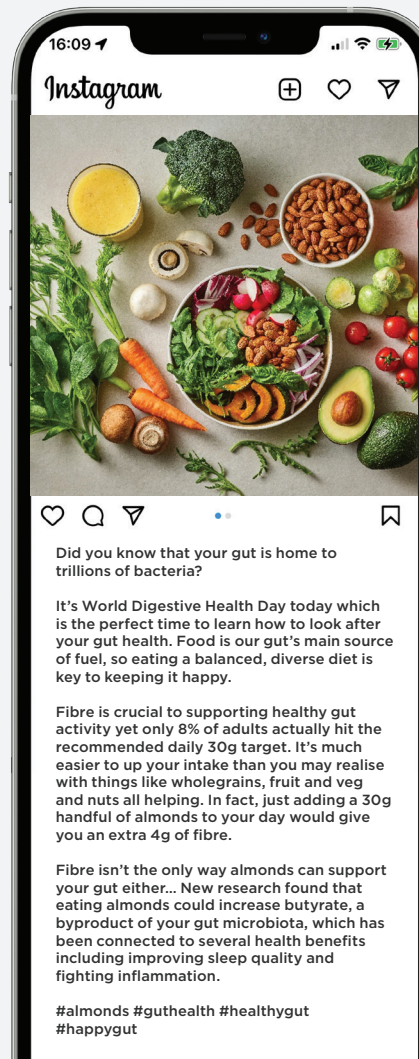 16:09
Instagram
Did you know that your gut is home to
trillions of bacteria?
It’s World Digestive Health Day today which
is the perfect time to learn how to look after
your gut health. Food is our gut’s main source
of fuel, so eating a balanced, diverse diet is
key to keeping it happy.
Fibre is crucial to supporting healthy gut
activity yet only 8% of adults actually hit the
recommended daily 30g target. It’s much
easier to up your intake than you may realise
with things like wholegrains, fruit and veg
and nuts all helping. In fact, just adding a 30g
handful of almonds to your day would give
you an extra 4g of fibre.
Fibre isn’t the only way almonds can support
your gut either... New research found that
eating almonds could increase butyrate, a
byproduct of your gut microbiota, which has
been connected to several health benefits
including improving sleep quality and
fighting inflammation.
#almonds #guthealth #healthygut
#happygut